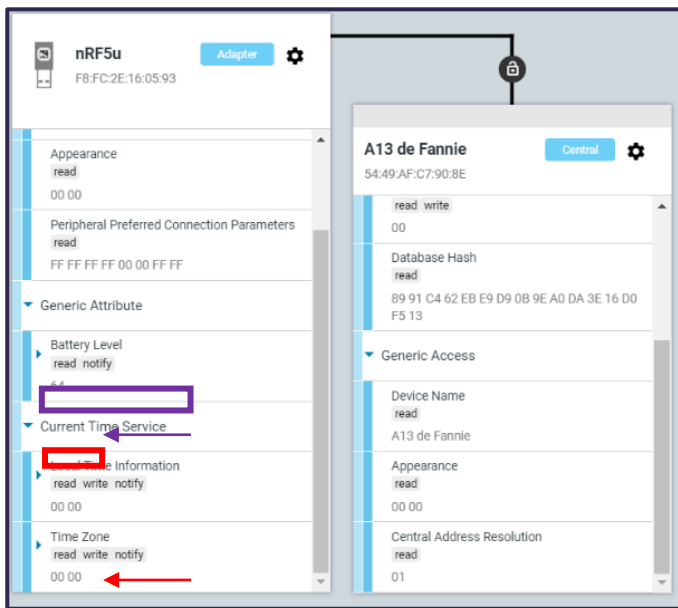 nRF5u
Adapter
F8:FC:2E:16:05:93
Appearance
read
00 00
Peripheral Preferred Connection Parameters
read
FF FF FF FF 00 00 FF FF
Generic Attribute
Battery Level
read notify
64
Current Time Service
Local Time Information
read write notify
00 00
Time Zone
read write notify
00 00
A13 de Fannie
Central
54:49:AF:C7:90:8E
read write
00
Database Hash
read
89 91 C4 62 EB E9 D9 0B 9E A0 DA 3E 16 D0
F5 13
Generic Access
Device Name
read
A13 de Fannie
Appearance
read
00 00
Central Address Resolution
read
01